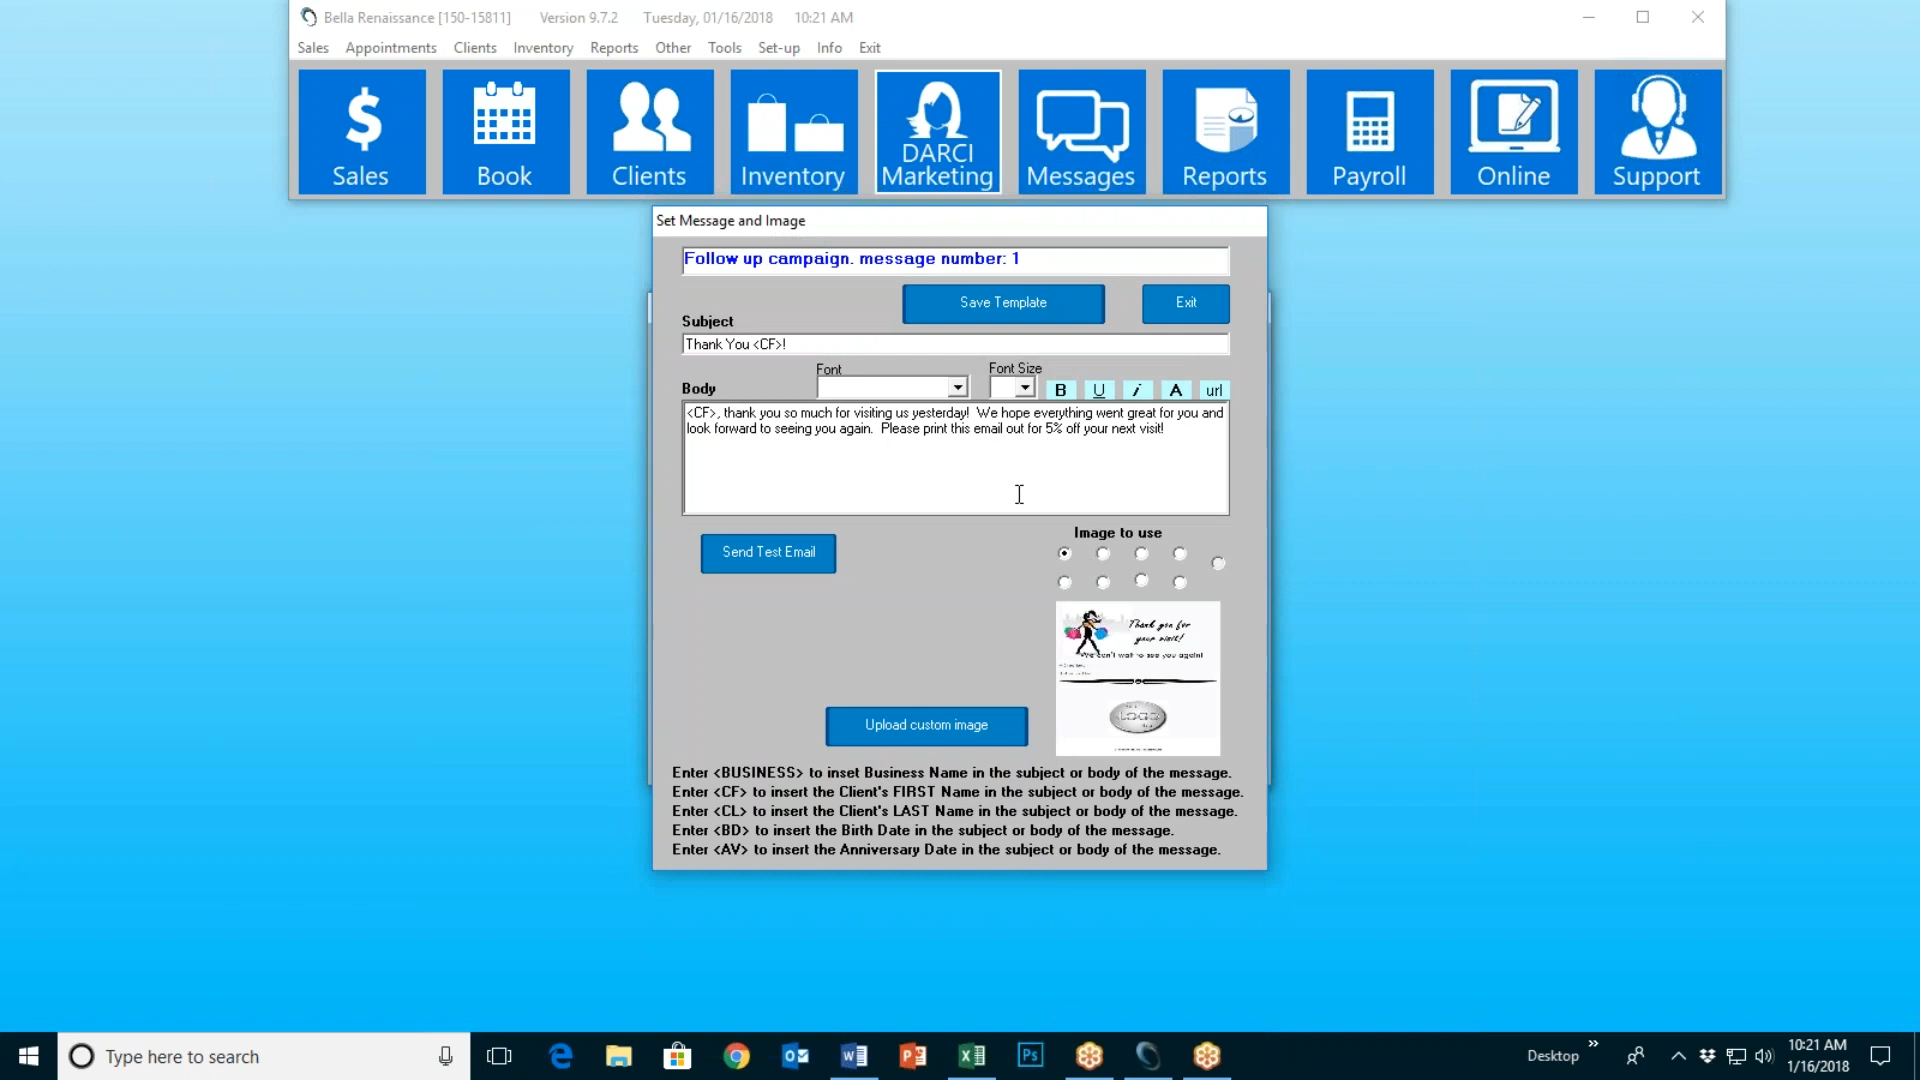 Bella Renaissance [150-15811] Version 9.7.2 Tuesday, 01/16/2018 10:21 AM
Sales Appointments Clients Inventory Reports Other Tools Set-up Info Exit
Sales Book Clients Inventory DARCI Marketing Messages Reports Payroll Online Support
Set Message and Image
Follow up campaign. message number: 1
Save Template Exit
Subject
Thank You <CF>!
Font Font Size
Body B U i A url
<CF>, thank you so much for visiting us yesterday! We hope everything went great for you and
look forward to seeing you again. Please print this email out for 5% off your next visit!
Image to use
Send Test Email
Thank you for
your visit!
We can't wait to see you again!
LOGO
Upload custom image
Enter <BUSINESS> to inset Business Name in the subject or body of the message.
Enter <CF> to insert the Client's FIRST Name in the subject or body of the message.
Enter <CL> to insert the Client's LAST Name in the subject or body of the message.
Enter <BD> to insert the Birth Date in the subject or body of the message.
Enter <AV> to insert the Anniversary Date in the subject or body of the message.
Type here to search
Ps
Desktop
10:21 AM
1/16/2018